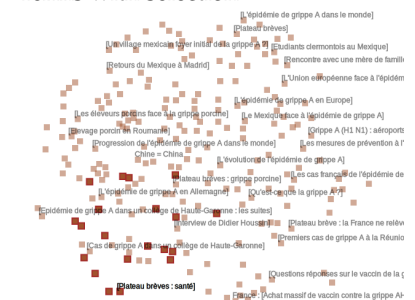 [L'épidémie de grippe A dans le monde]
[Plateau brèves]
[Un village mexicain foyer initial de la grippe A ?]
[Etudiants clermontois au Mexique]
[Rencontre avec une mère de famille
[Retours du Mexique à Madrid]
[L'Union européenne face à l'épidém
[L'épidémie de grippe A en Europe]
[Les éleveurs porcins face à la grippe porcine]
[Le Mexique face à l'épidémie de grippe A]
[Elevage porcin en Roumanie]
[Grippe A (H1 N1) : aéroports
[Progression de l'épidémie de grippe A dans le monde]
[Les mesures de prévention à l'
Chine = China
[L'évolution de l'épidémie de grippe A]
[Plateau brèves : grippe porcine]
[Les cas français de l'épidémie de
[L'épidémie de grippe A en Allemagne]
[Qu'est-ce que la grippe A ?]
[Epidémie de grippe A dans un collège de Haute-Garonne : les suites]
[Interview de Didier Houssin]
[Plateau brève : la France ne relève
[Premiers cas de grippe A à la Réunio
[Cas de grippe A dans un collège de Haute-Garonne]
[Questions réponses sur le vaccin de la g
[Plateau brèves : santé]
France : [Achat massif de vaccin contre la grippe AH